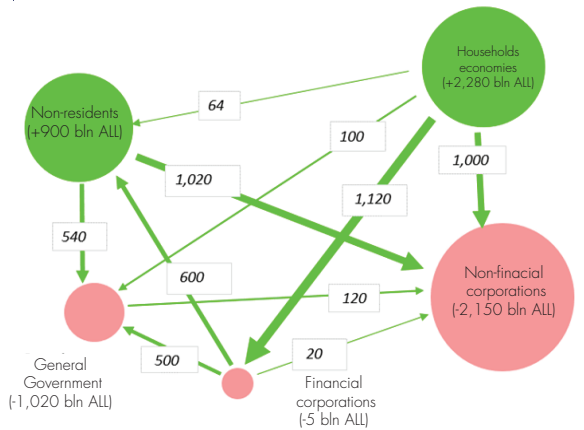 Households
economies
(+2,280 bln ALL)
Non-residents
(+900 bln ALL)
64
100
1,000
1,020
1,120
540
600
Non-finacial
corporations
(-2,150 bln ALL)
120
500
20
General
Government
(-1,020 bln ALL)
Financial
corporations
(-5 bln ALL)